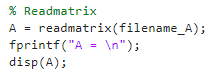 % Readmatrix
A = readmatrix(filename_A);
fprintf("A = \n");
disp(A);